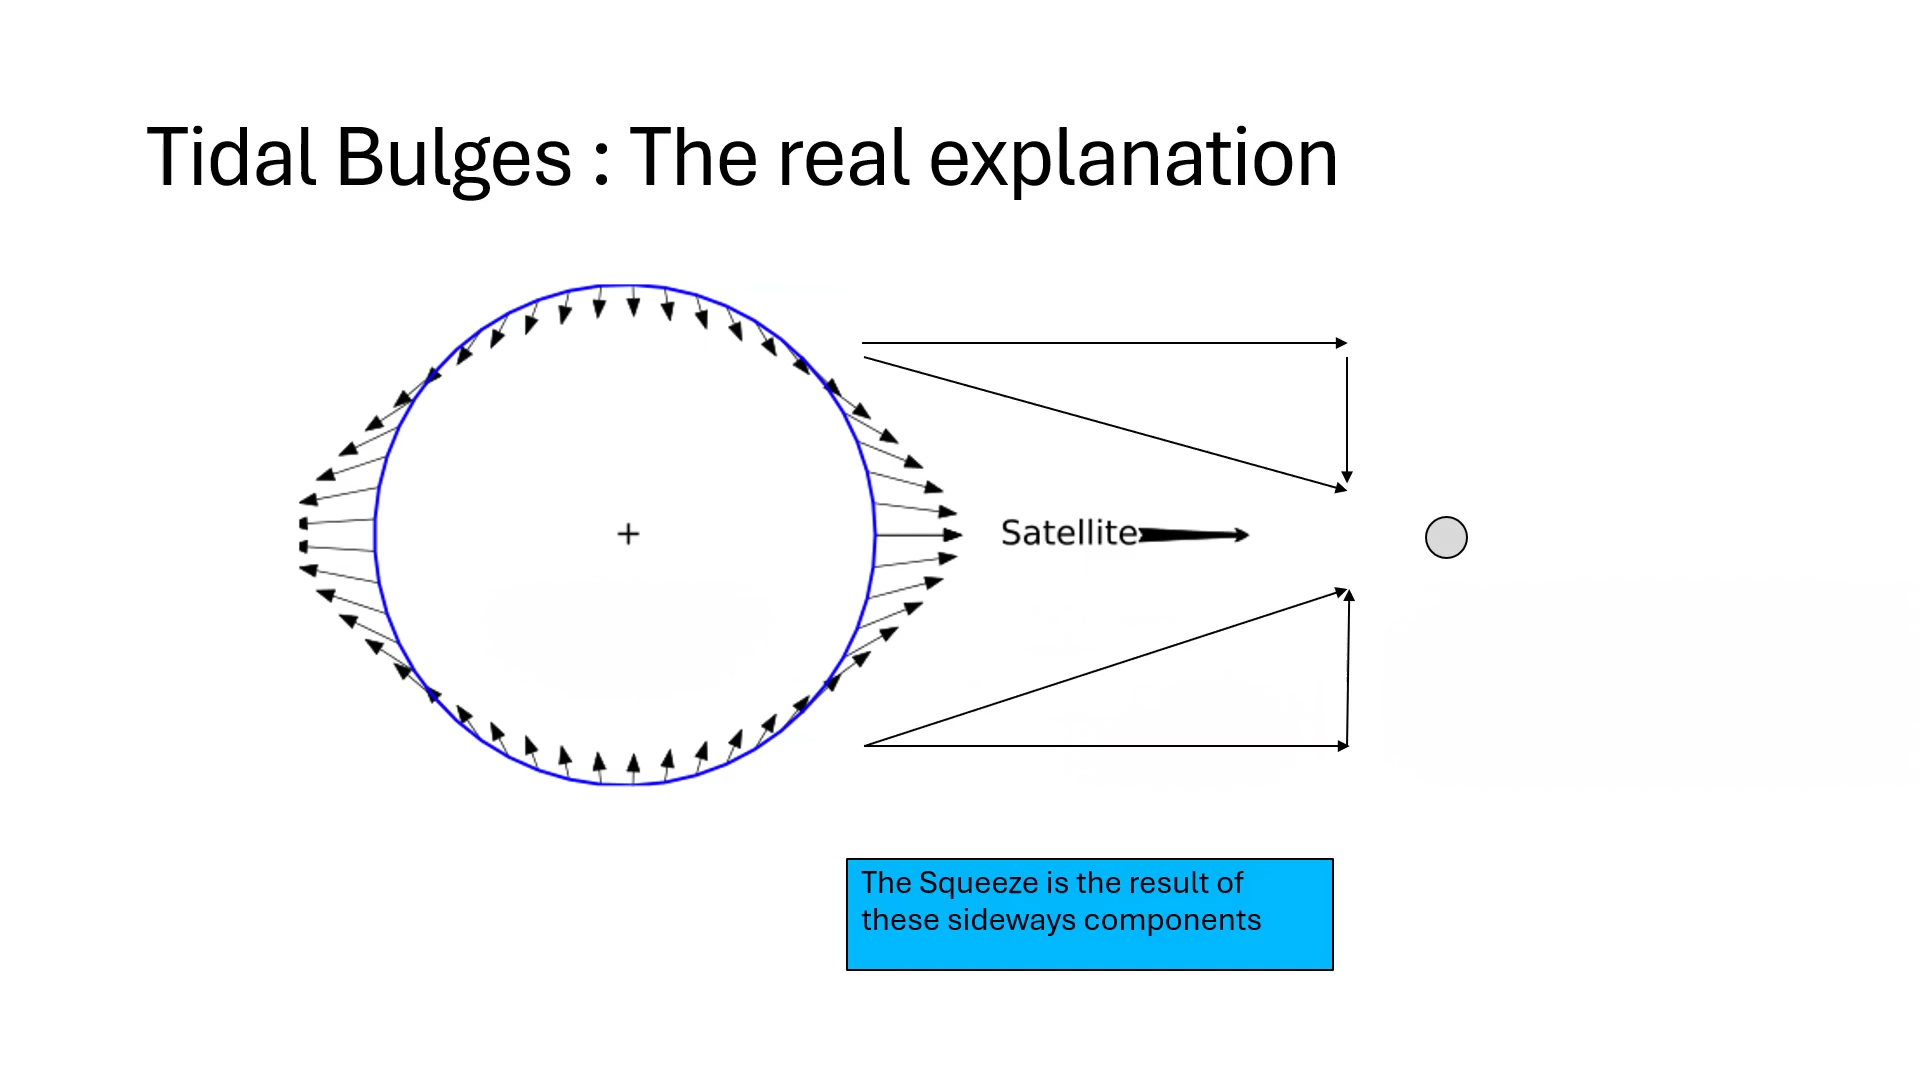 Tidal Bulges : The real explanation
Satellite
The Squeeze is the result of
these sideways components